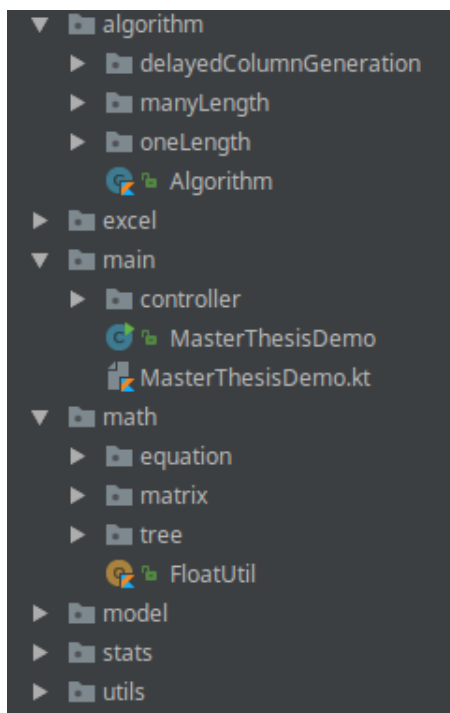 algorithm
delayedColumnGeneration
manyLength
oneLength
Algorithm
excel
main
controller
MasterThesisDemo
MasterThesisDemo.kt
math
equation
matrix
tree
FloatUtil
model
stats
utils